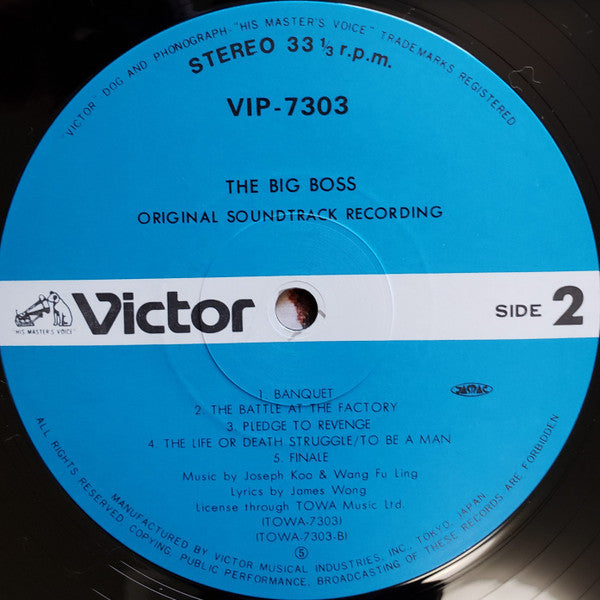 "VICTOR" DOG AND PHONOGRAPH-"HIS MASTER'S VOICE" TRADEMARKS REGISTERED
STEREO 33 1/3 r.p.m.
VIP-7303
THE BIG BOSS
ORIGINAL SOUNDTRACK RECORDING
"HIS MASTER'S VOICE"
Victor
SIDE 2
1. BANQUET
JASRAC
2. THE BATTLE AT THE FACTORY
3. PLEDGE TO REVENGE
4. THE LIFE OR DEATH STRUGGLE/TO BE A MAN
5. FINALE
Music by Joseph Koo & Wang Fu Ling
Lyrics by James Wong
License through TOWA Music Ltd.
(TOWA-7303)
(TOWA-7303-B)
⑤
MANUFACTURED BY VICTOR MUSICAL INDUSTRIES, INC., TOKYO, JAPAN
ALL RIGHTS RESERVED. COPYING, PUBLIC PERFORMANCE, BROADCASTING OF THESE RECORDS ARE FORBIDDEN